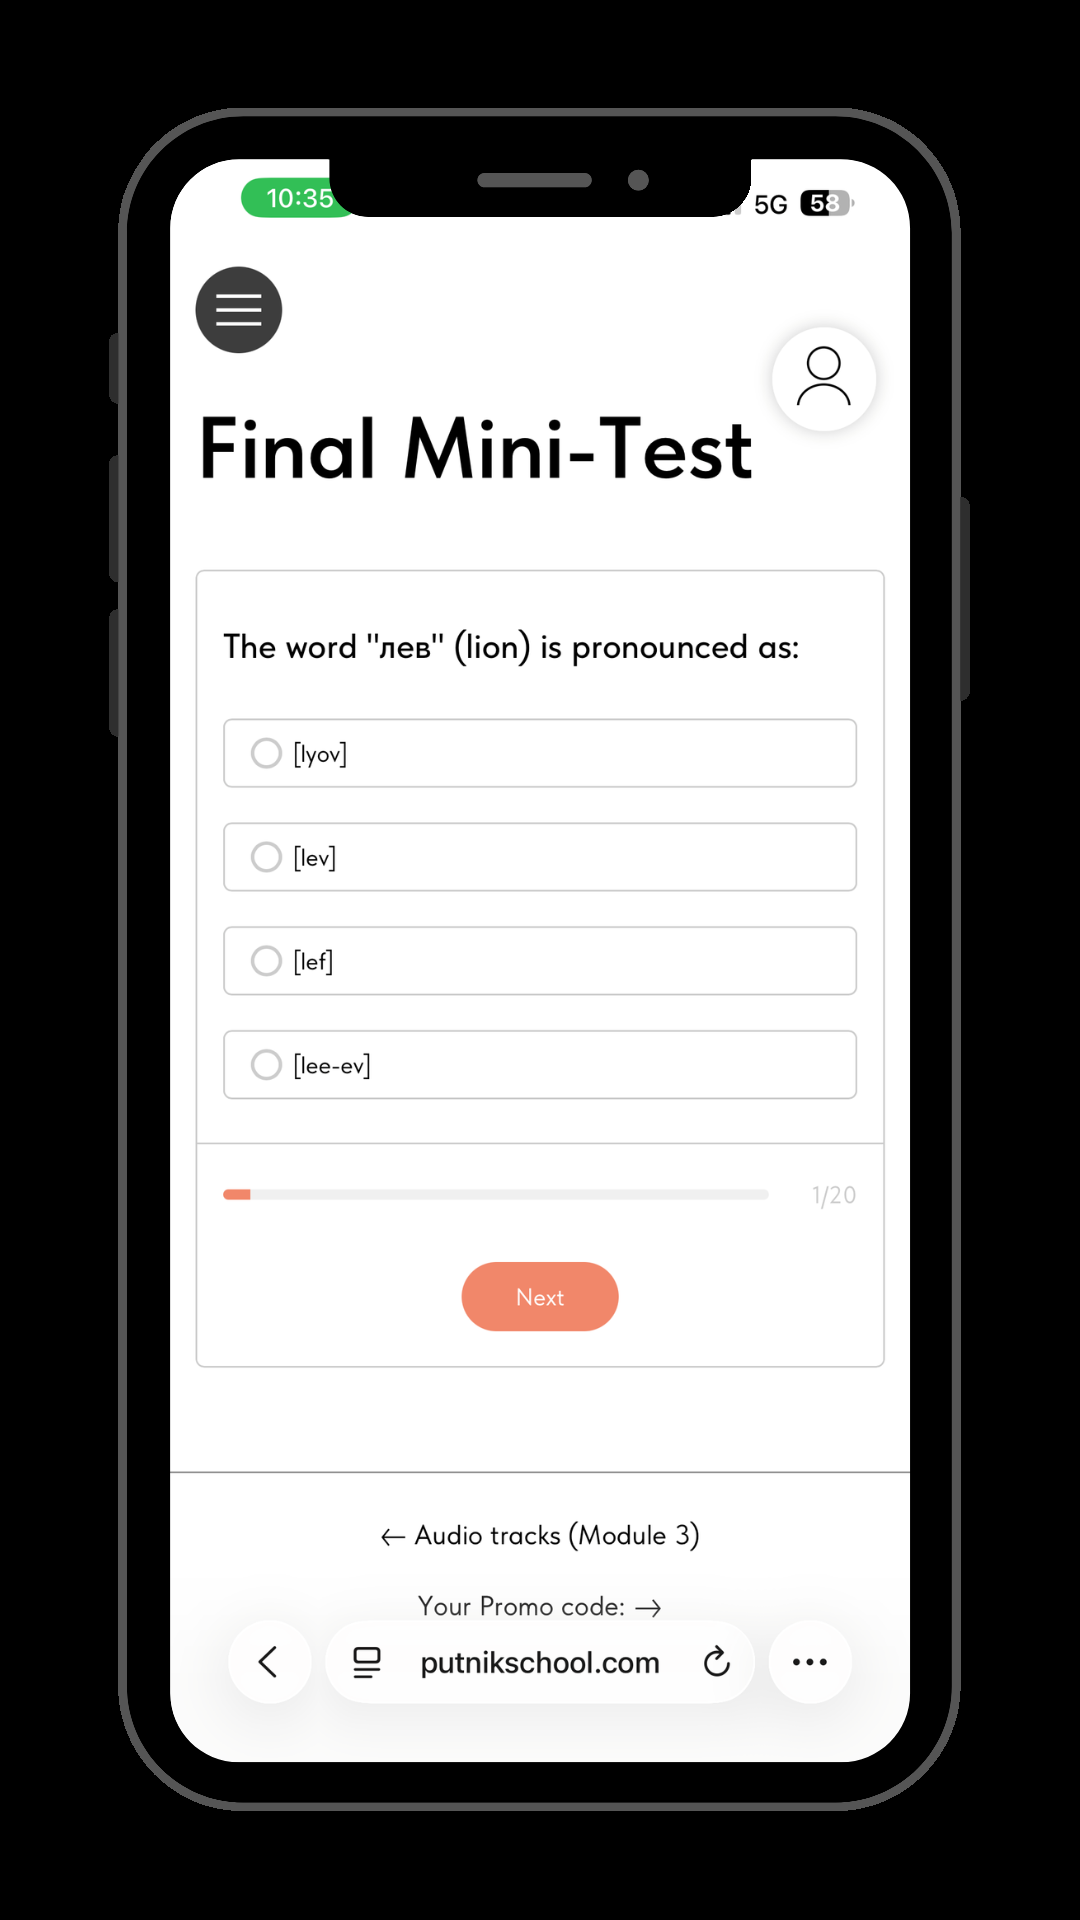 10:35
5G 58
Final Mini-Test
The word "лев" (lion) is pronounced as:
[lyov]
[lev]
[lef]
[lee-ev]
1/20
Next
← Audio tracks (Module 3)
Your Promo code: →
putnikschool.com